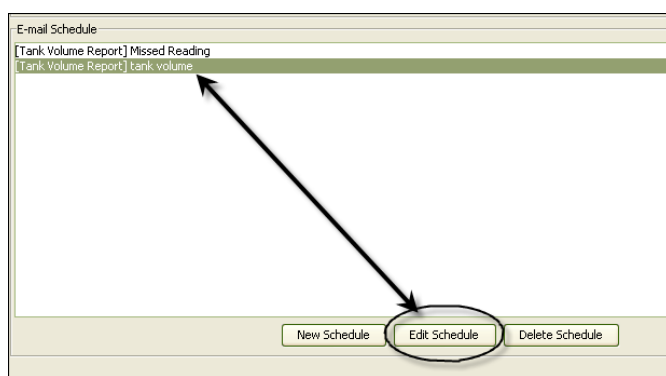 E-mail Schedule
[Tank Volume Report] Missed Reading
[Tank Volume Report] tank volume
New Schedule Edit Schedule Delete Schedule